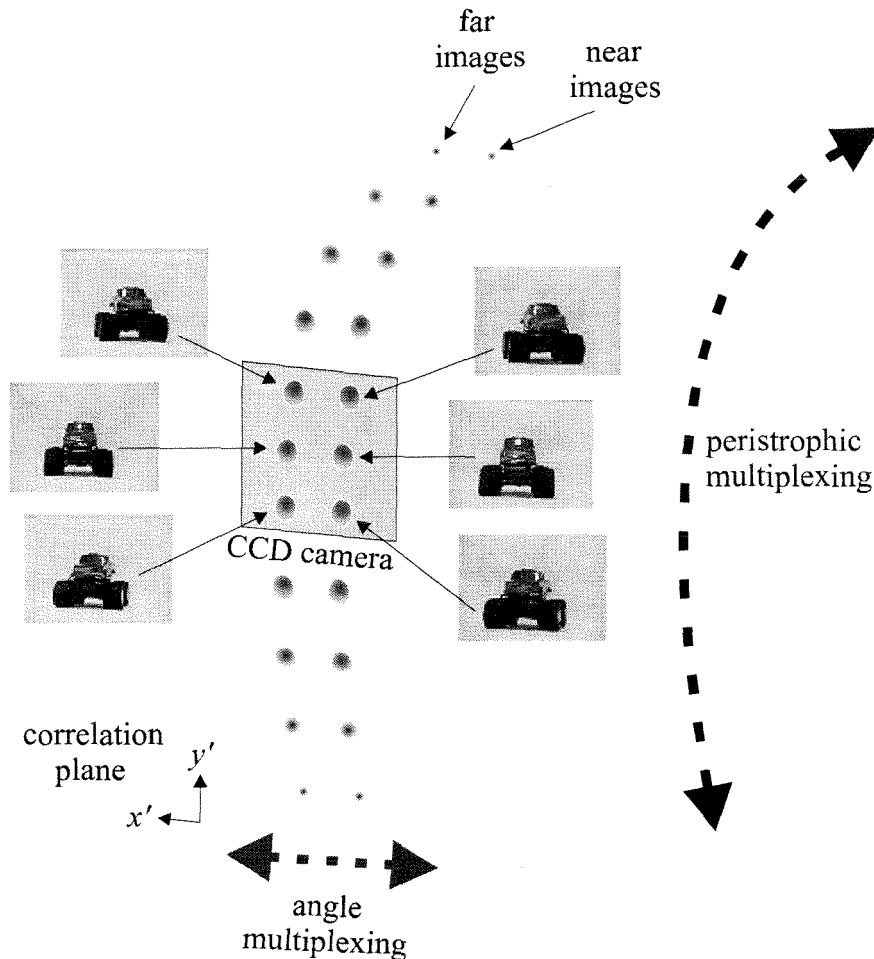 far
images
near
images
peristrophic
multiplexing
CCD camera
correlation
plane
y'
x'
angle
multiplexing